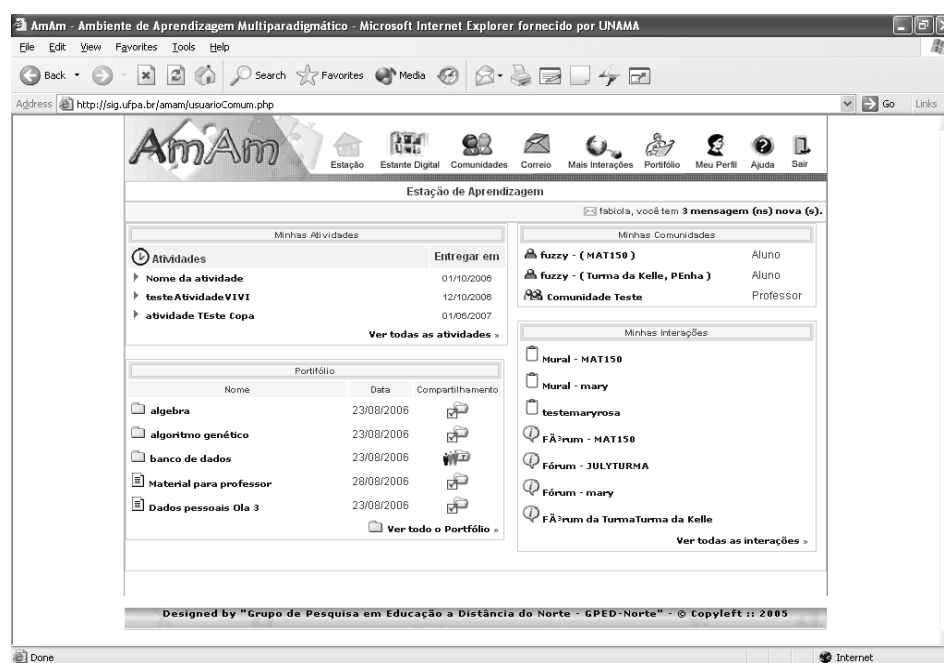 AmAm - Ambiente de Aprendizagem Multiparadigmático - Microsoft Internet Explorer fornecido por UNAMA
File Edit View Favorites Tools Help
Back Search Favorites Media
Address http://sig.ufpa.br/amam/usuarioComum.php Go Links
AmAm
Estação Estante Digital Comunidades Correio Mais Interações Portifólio Meu Perfil Ajuda Sair
Estação de Aprendizagem
fabiola, você tem 3 mensagem (ns) nova (s).
Minhas Atividades
Atividades Entregar em
Nome da atividade 01/10/2006
testeAtividadeVIVI 12/10/2006
atividade TEste Copa 01/06/2007
Ver todas as atividades »
Portifólio
Nome Data Compartilhamento
algebra 23/08/2006
algoritmo genético 23/08/2006
banco de dados 23/08/2006
Material para professor 28/08/2006
Dados pessoais Ola 3 23/08/2006
Ver todo o Portfólio »
Minhas Comunidades
fuzzy - ( MAT150 ) Aluno
fuzzy - ( Turma da Kelle, PEnha ) Aluno
Comunidade Teste Professor
Minhas Interações
Mural - MAT150
Mural - mary
testemaryrosa
FÃ³rum - MAT150
Fórum - JULYTURMA
Fórum - mary
FÃ³rum da TurmaTurma da Kelle
Ver todas as interações »
Designed by "Grupo de Pesquisa em Educação a Distância do Norte - GPED-Norte" - © Copyleft :: 2005
Done Internet